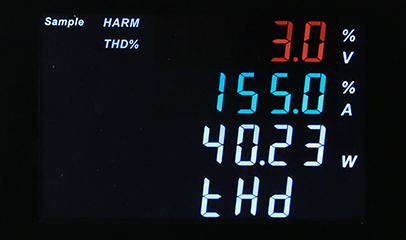 Sample HARM
THD%
3.0 % V
155.0 % A
40.23 W
tHd